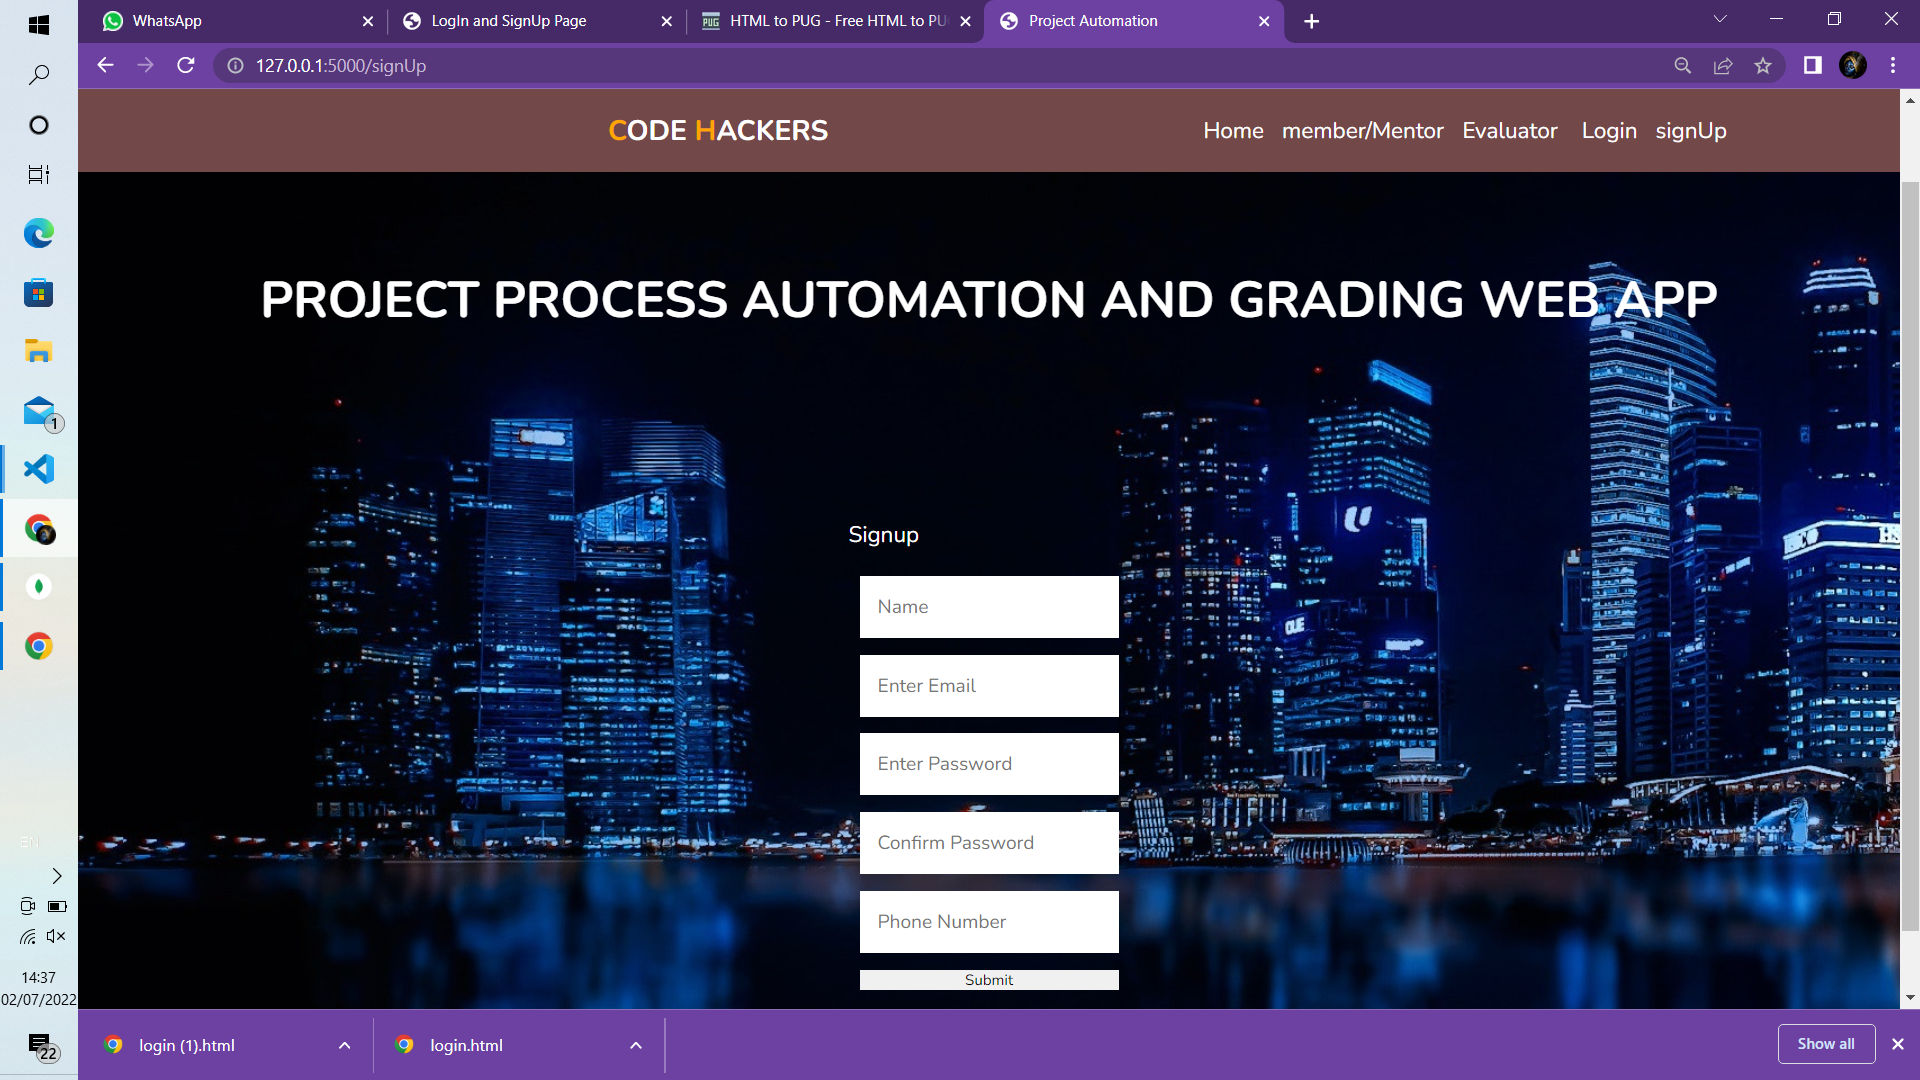 WhatsApp
LogIn and SignUp Page
HTML to PUG - Free HTML to PU
Project Automation
127.0.0.1:5000/signUp
CODE HACKERS
Home
member/Mentor
Evaluator
Login
signUp
PROJECT PROCESS AUTOMATION AND GRADING WEB APP
Signup
Name
Enter Email
Enter Password
Confirm Password
Phone Number
Submit
1
EN
14:37
02/07/2022
22
login (1).html
login.html
Show all